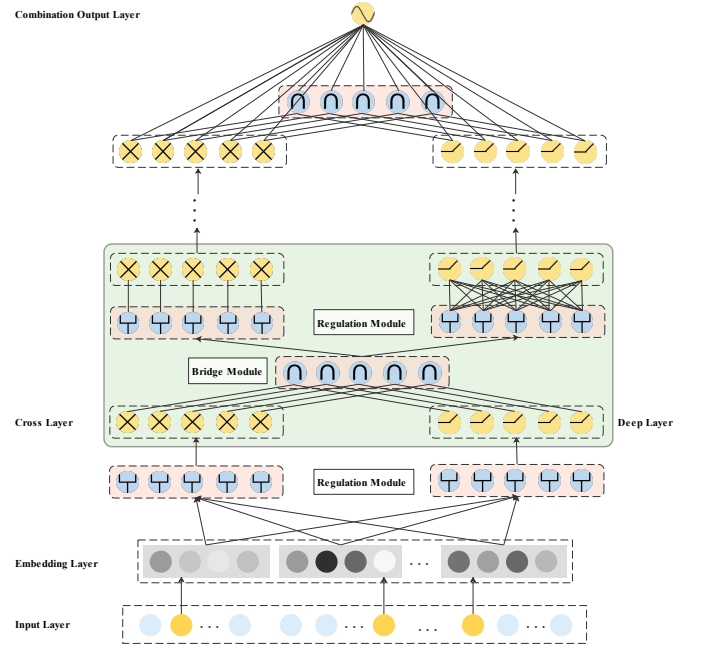 Combination Output Layer
Regulation Module
Bridge Module
Cross Layer
Deep Layer
Regulation Module
Embedding Layer
Input Layer